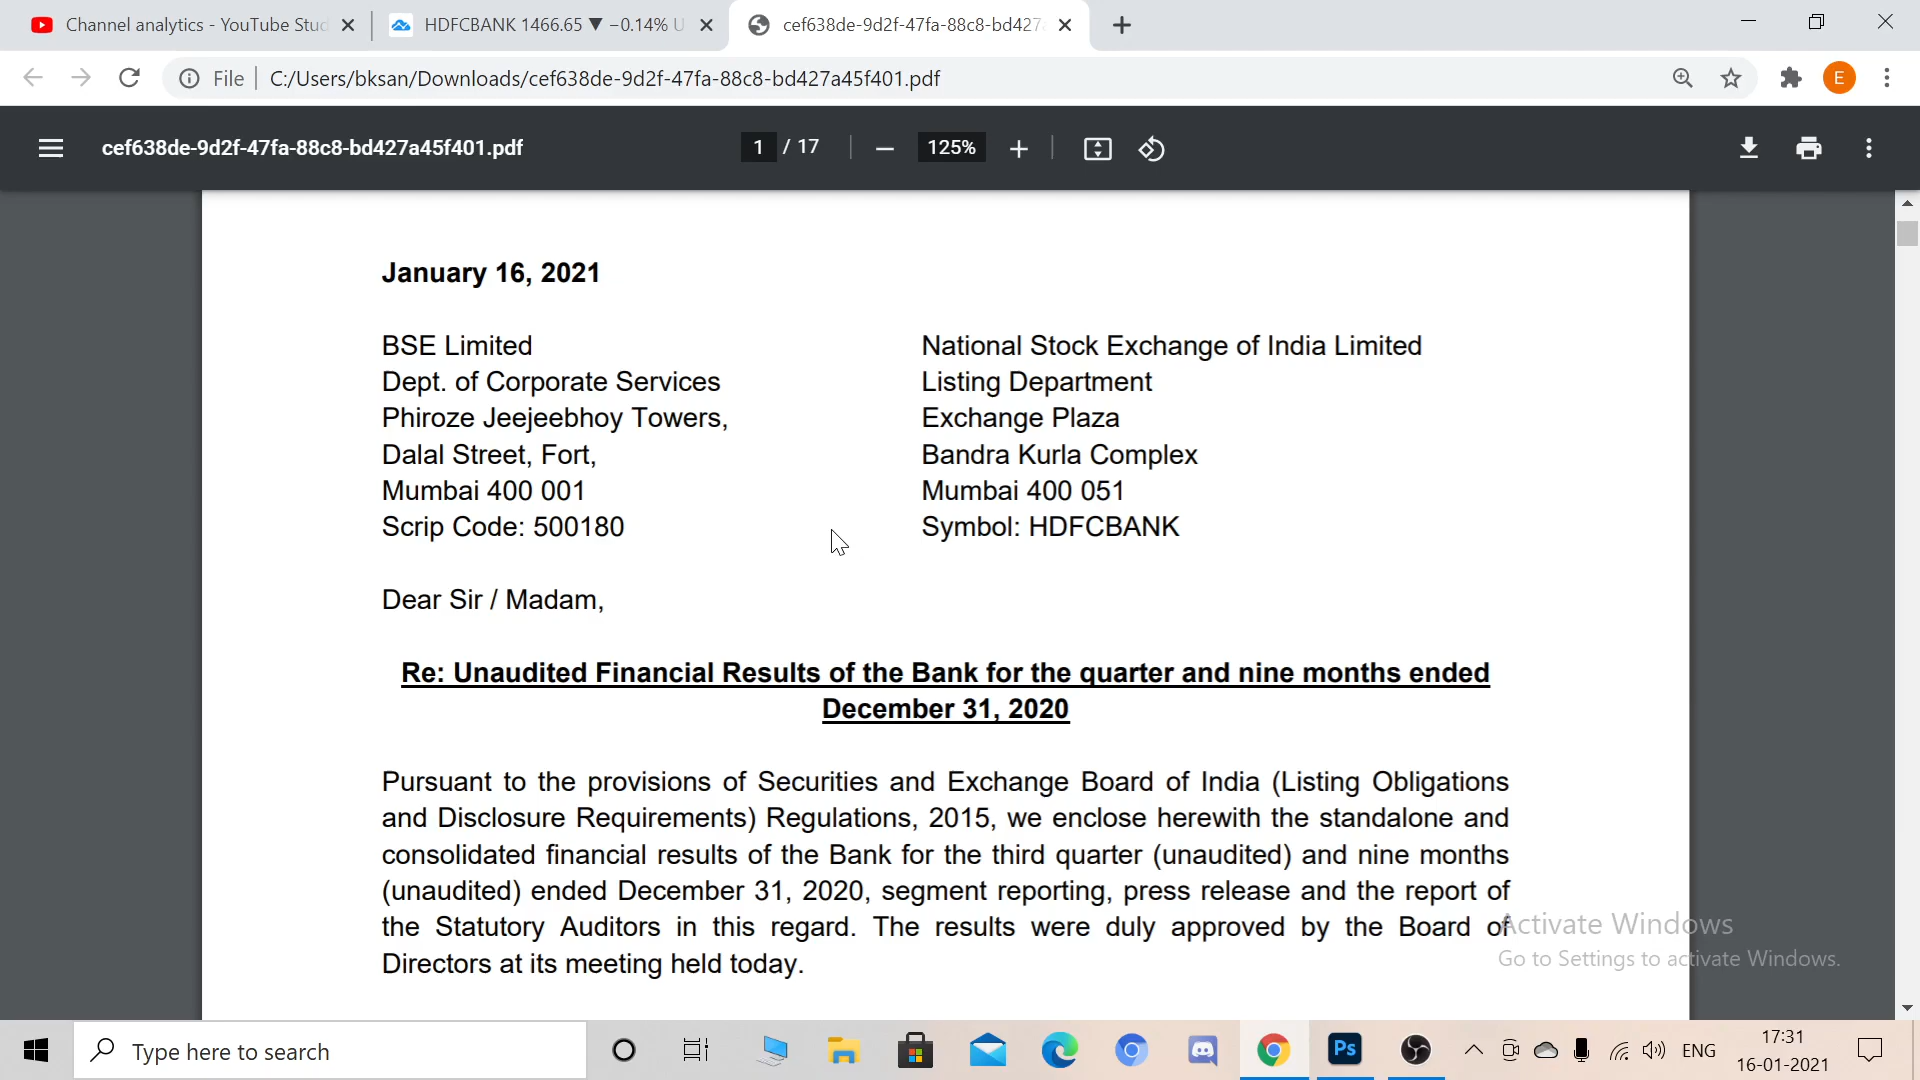 Channel analytics - YouTube Stud
HDFCBANK 1466.65 ▼ −0.14% U
cef638de-9d2f-47fa-88c8-bd427a
E
File
C:/Users/bksan/Downloads/cef638de-9d2f-47fa-88c8-bd427a45f401.pdf
cef638de-9d2f-47fa-88c8-bd427a45f401.pdf
1 / 17
125%
January 16, 2021
BSE Limited
Dept. of Corporate Services
Phiroze Jeejeebhoy Towers,
Dalal Street, Fort,
Mumbai 400 001
Scrip Code: 500180
National Stock Exchange of India Limited
Listing Department
Exchange Plaza
Bandra Kurla Complex
Mumbai 400 051
Symbol: HDFCBANK
Dear Sir / Madam,
Re: Unaudited Financial Results of the Bank for the quarter and nine months ended
December 31, 2020
Pursuant to the provisions of Securities and Exchange Board of India (Listing Obligations
and Disclosure Requirements) Regulations, 2015, we enclose herewith the standalone and
consolidated financial results of the Bank for the third quarter (unaudited) and nine months
(unaudited) ended December 31, 2020, segment reporting, press release and the report of
the Statutory Auditors in this regard. The results were duly approved by the Board of
Directors at its meeting held today.
Activate Windows
Go to Settings to activate Windows.
Type here to search
Ps
ENG
17:31
16-01-2021